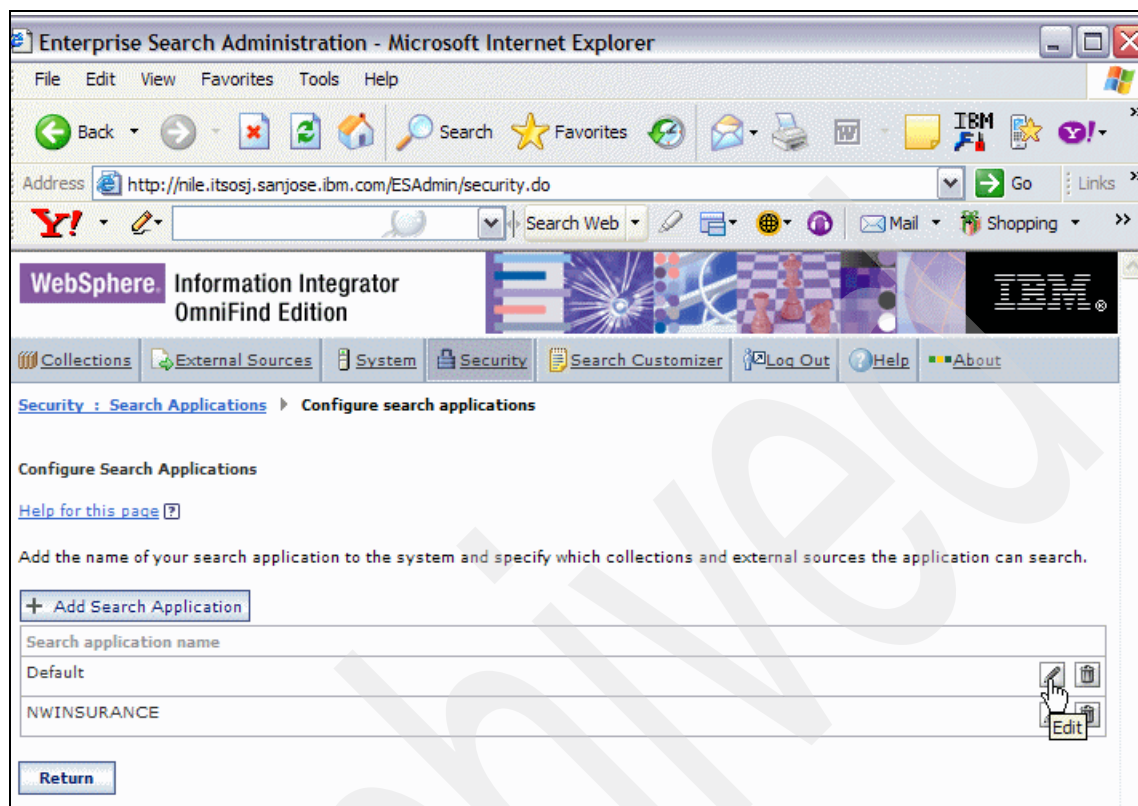 Enterprise Search Administration - Microsoft Internet Explorer
File Edit View Favorites Tools Help
Back Search Favorites IBM
Address http://nile.itsosj.sanjose.ibm.com/ESAdmin/security.do Go Links
Y! Search Web Mail Shopping
WebSphere. Information Integrator
OmniFind Edition
IBM®
Collections External Sources System Security Search Customizer Log Out Help About
Security : Search Applications Configure search applications
Configure Search Applications
Help for this page ?
Add the name of your search application to the system and specify which collections and external sources the application can search.
+ Add Search Application
Search application name
Default
NWINSURANCE
Edit
Return